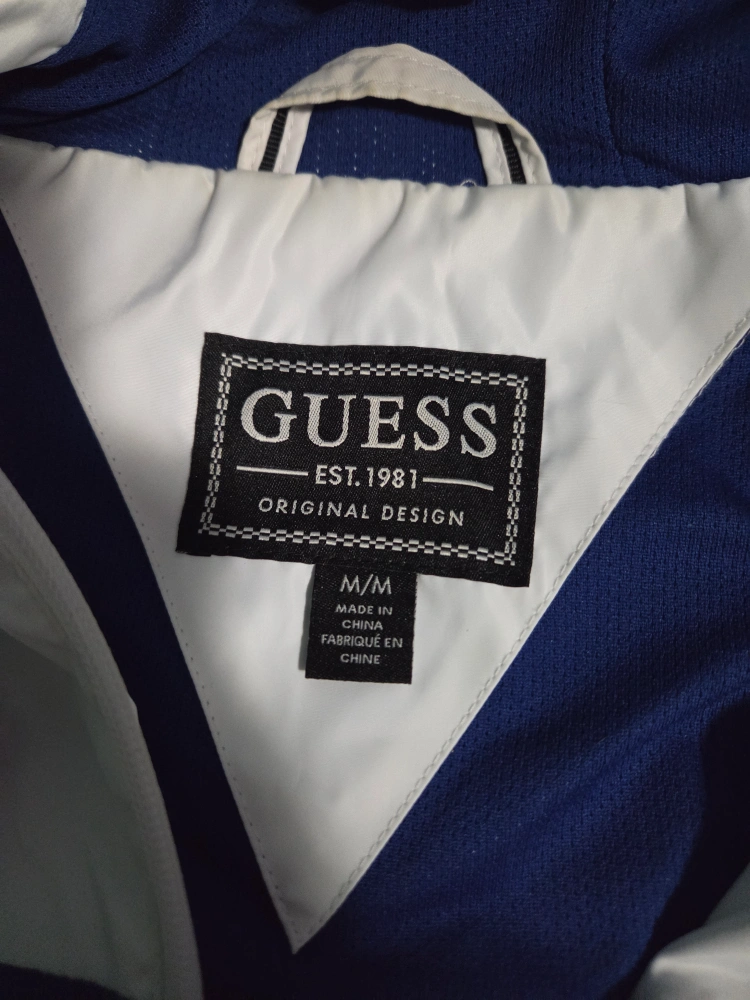 GUESS
EST.1981
ORIGINAL DESIGN
M/M
MADE IN
CHINA
FABRIQUÉ EN
CHINE